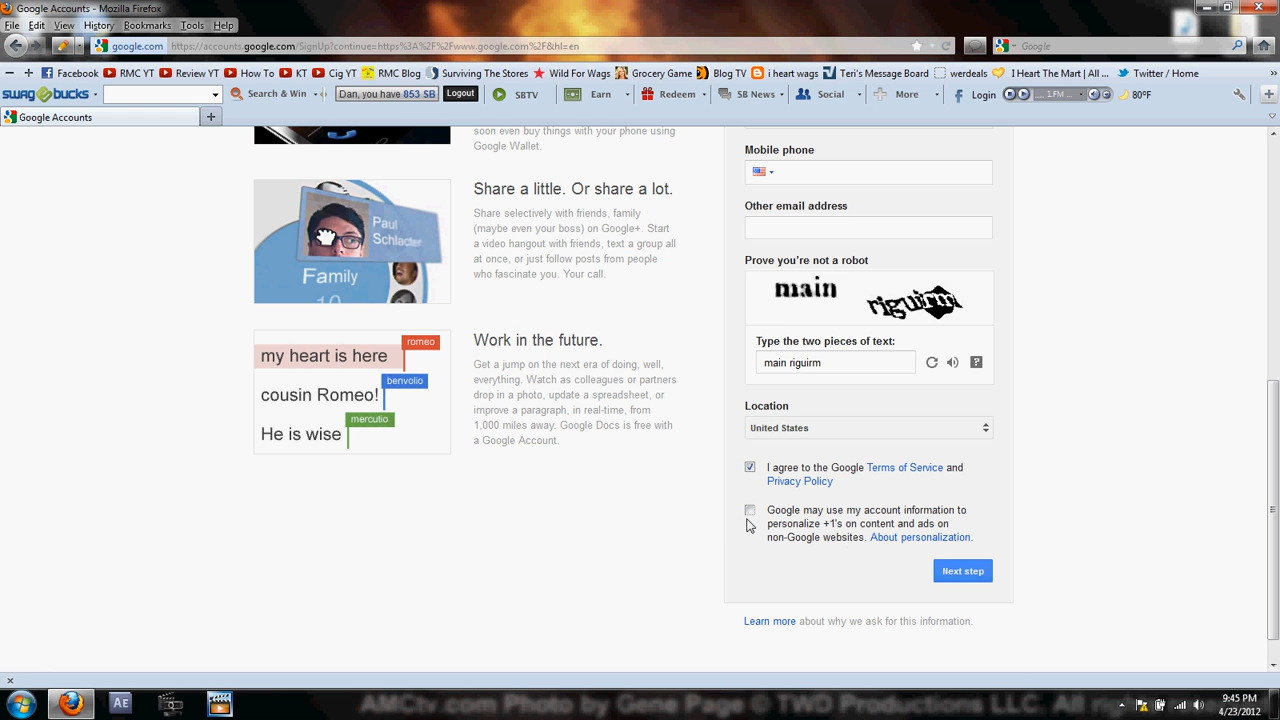 Google Accounts - Mozilla Firefox
File Edit View History Bookmarks Tools Help
google.com https://accounts.google.com/SignUp?continue=https%3A%2F%2Fwww.google.com%2F&hl=en Google
Facebook RMC YT Review YT How To KT Cig YT RMC Blog Surviving The Stores Wild For Wags Grocery Game Blog TV i heart wags Teri's Message Board werdeals I Heart The Mart | All ... Twitter / Home »
swagbucks Search & Win Dan, you have 853 SB Logout SBTV Earn Redeem SB News Social More Login 1.FM 80°F
Google Accounts
soon even buy things with your phone using
Google Wallet.
Share a little. Or share a lot.
Share selectively with friends, family
(maybe even your boss) on Google+. Start
a video hangout with friends, text a group all
at once, or just follow posts from people
who fascinate you. Your call.
Paul
Schlacter
Family
10
Work in the future.
Get a jump on the next era of doing, well,
everything. Watch as colleagues or partners
drop in a photo, update a spreadsheet, or
improve a paragraph, in real-time, from
1,000 miles away. Google Docs is free with
a Google Account.
romeo
my heart is here
benvolio
cousin Romeo!
mercutio
He is wise
Mobile phone
Other email address
Prove you're not a robot
main riguirm
Type the two pieces of text:
main riguirm
Location
United States
I agree to the Google Terms of Service and
Privacy Policy
Google may use my account information to
personalize +1's on content and ads on
non-Google websites. About personalization.
Next step
Learn more about why we ask for this information.
Ae
9:45 PM
4/23/2012